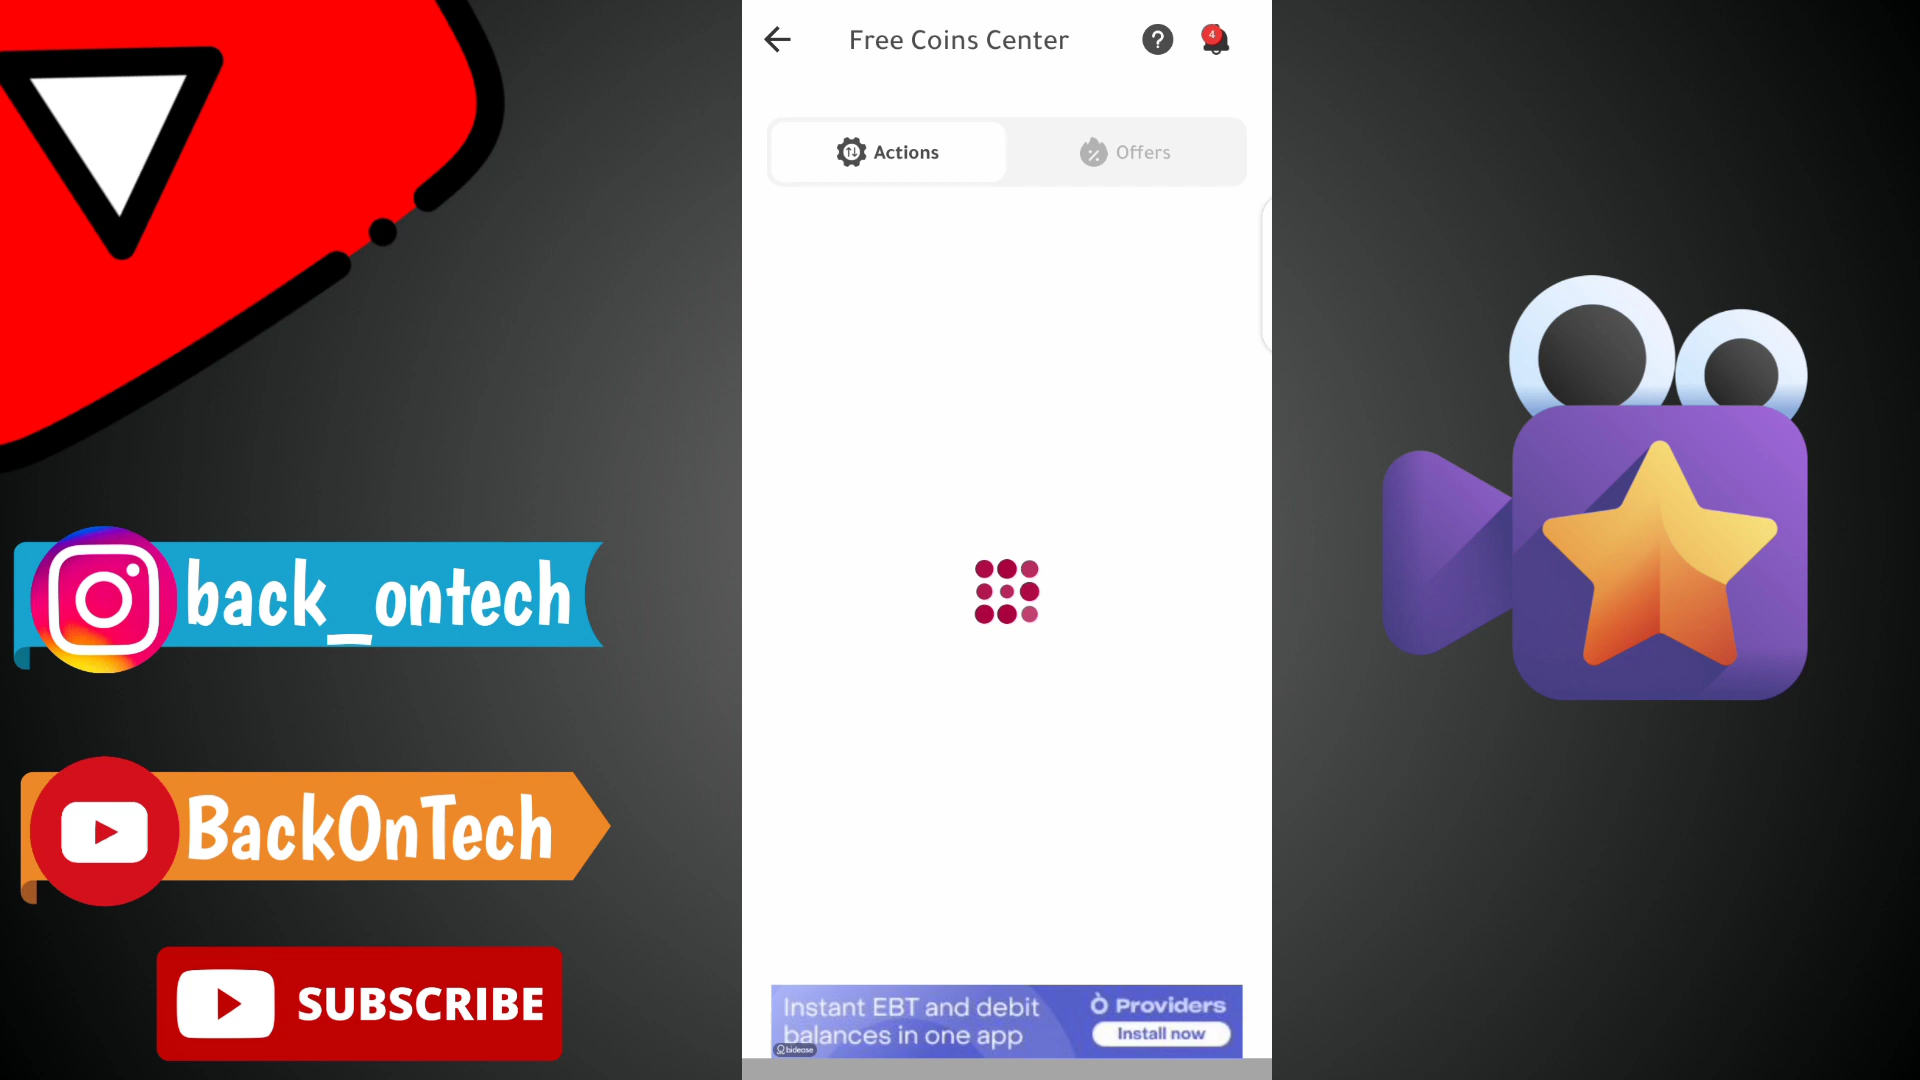 Free Coins Center
4
Actions
Offers
back_ontech
BackOnTech
SUBSCRIBE
Instant EBT and debit
balances in one app
Providers
Install now
bidease